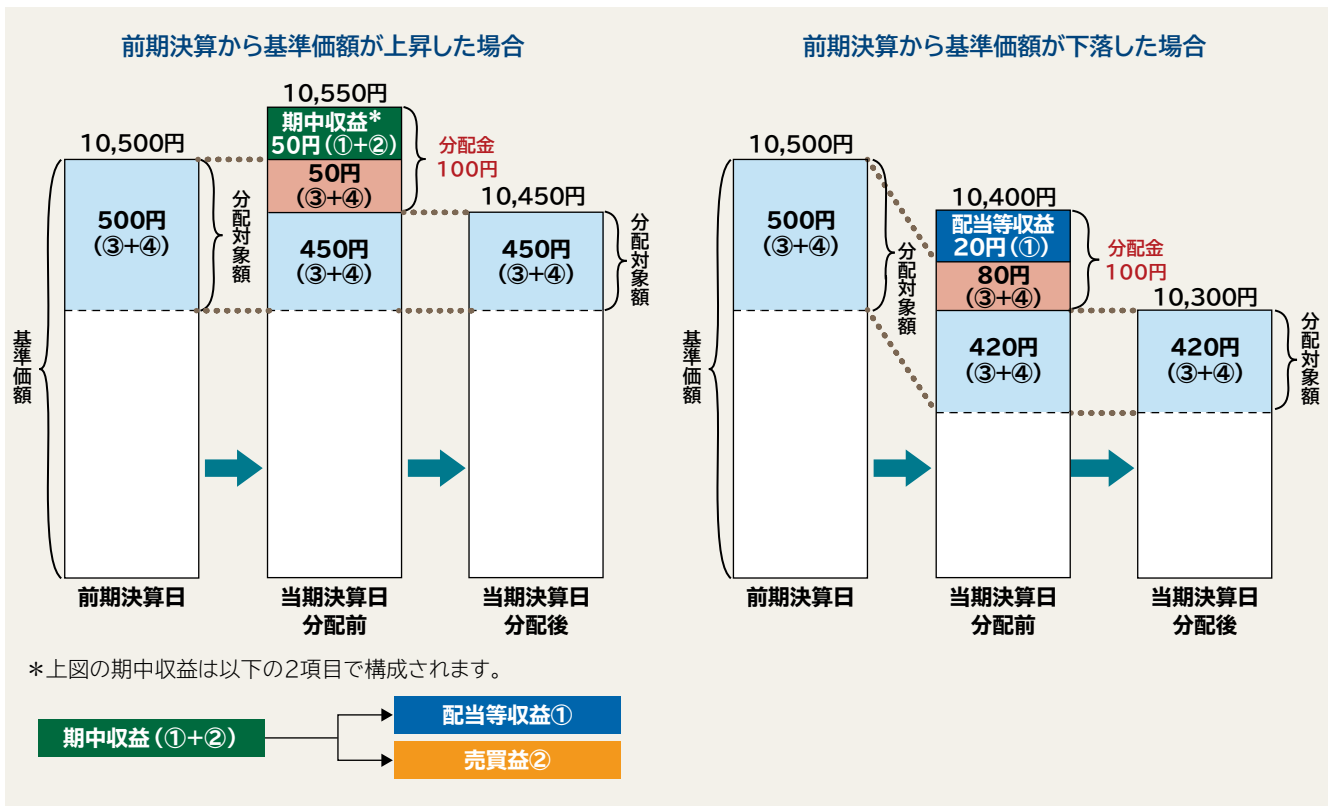 前期決算から基準価額が上昇した場合
10,500円
500円
(③+④)
分配対象額
基準価額
前期決算日
10,550円
期中収益*
50円(①+②)
50円
(③+④)
450円
(③+④)
分配金
100円
当期決算日
分配前
10,450円
450円
(③+④)
分配対象額
当期決算日
分配後
前期決算から基準価額が下落した場合
10,500円
500円
(③+④)
分配対象額
基準価額
前期決算日
10,400円
配当等収益
20円(①)
80円
(③+④)
420円
(③+④)
分配金
100円
当期決算日
分配前
10,300円
420円
(③+④)
分配対象額
当期決算日
分配後
*上図の期中収益は以下の2項目で構成されます。
期中収益(①+②)
配当等収益①
売買益②